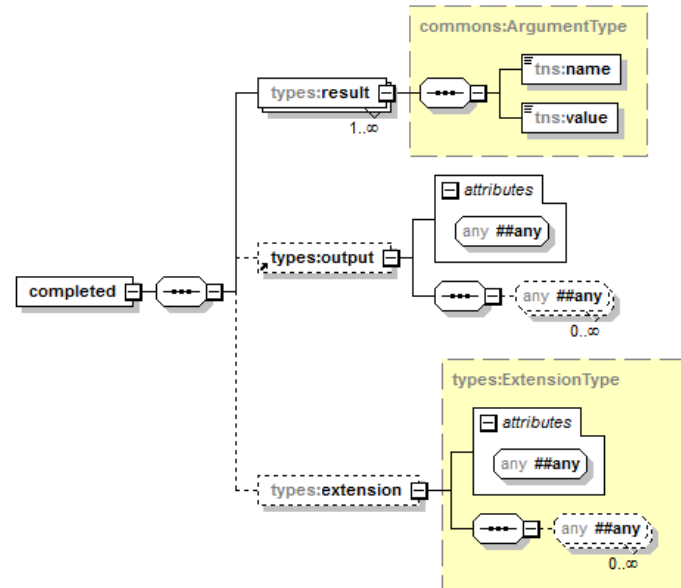 commons:ArgumentType
types:result
1..∞
tns:name
tns:value
attributes
any ##any
types:output
any ##any
0..∞
completed
types:ExtensionType
attributes
any ##any
types:extension
any ##any
0..∞